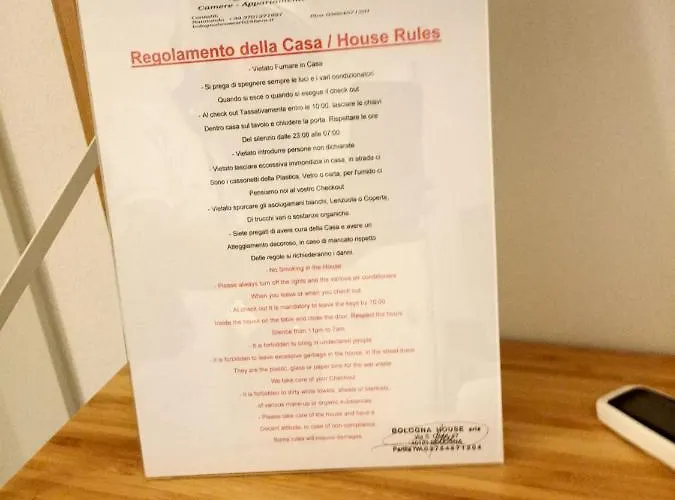 Camere - Appartamenti
Regolamento della Casa / House Rules
- Vietato Fumare in Casa
- Si prega di spegnere sempre le luci e i vari condizionatori
Quando si esce o quando si esegue il check out
- Al check out Tassativamente entro le 10:00, lasciare le chiavi
Dentro casa sul tavolo e chiudere la porta. Rispettare le ore
Del silenzio dalle 23:00 alle 07:00
- Vietato introdurre persone non dichiarate
- Vietato lasciare eccessiva immondizia in casa, in strada ci
Sono i cassonetti della Plastica, Vetro o carta, per l'umido ci
Pensiamo noi al vostro Checkout
- Vietato sporcare gli asciugamani bianchi, Lenzuola o Coperte,
Di trucchi vari o sostanze organiche.
- Siete pregati di avere cura della Casa e avere un
Atteggiamento decoroso, in caso di mancato rispetto
Delle regole si richiederanno i danni.
- No Smoking in the House
- Please always turn off the lights and the various air conditioners
When you leave or when you check out
- At check out it is mandatory to leave the keys by 10:00
Inside the house on the table and close the door. Respect the hours
Silence from 11pm to 7am
- It is forbidden to bring in undeclared people
- It is forbidden to leave excessive garbage in the house, in the street there
They are the plastic, glass or paper bins for the wet waste
We take care of your Checkout
- It is forbidden to dirty white towels, sheets or blankets,
of various make-up or organic substances.
- Please take care of the house and have a
Decent attitude, in case of non-compliance
Some rules will require damages.
BOLOGNA HOUSE srls
Via
40121
Partita IVA